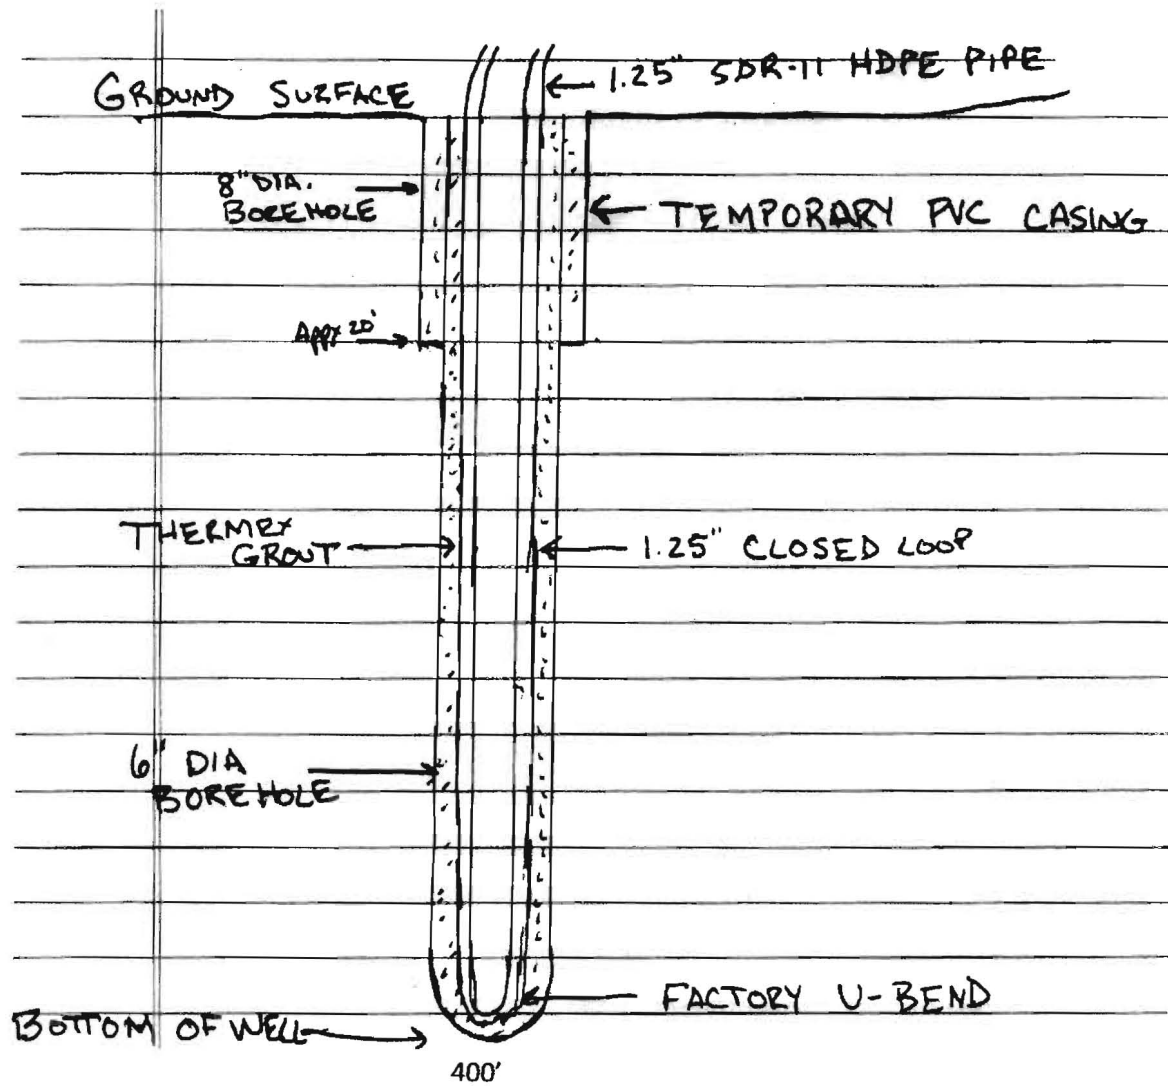 1.25" SDR-11 HDPE PIPE
GROUND SURFACE
8" DIA.
BOREHOLE
TEMPORARY PVC CASING
Appx 20'
THERMEX
GROUT
1.25" CLOSED LOOP
6" DIA
BOREHOLE
FACTORY U-BEND
BOTTOM OF WELL
400'